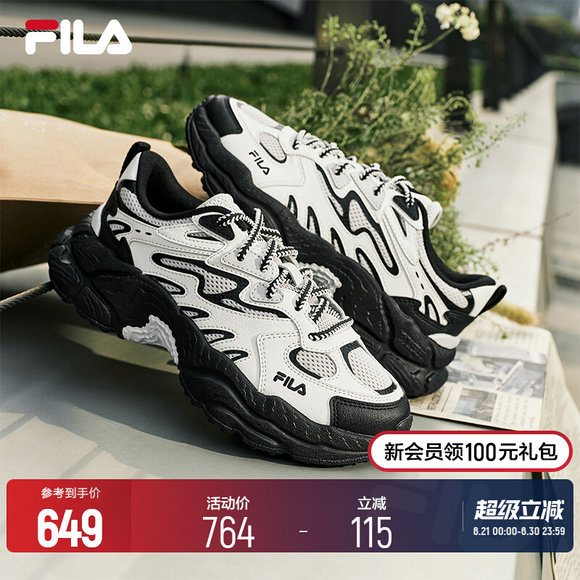 FILA
FILA
FILA
新会员领100元礼包
参考到手价
649
活动价
764
-
立减
115
超级立减
6.21 00:00-6.30 23:59